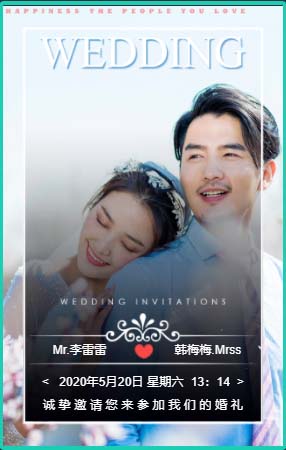 HAPPINESS THE PEOPLE YOU LOVE
WEDDING
WEDDING INVITATIONS
Mr.李雷雷 韩梅梅.Mrss
< 2020年5月20日 星期六 13：14 >
诚挚邀请您来参加我们的婚礼